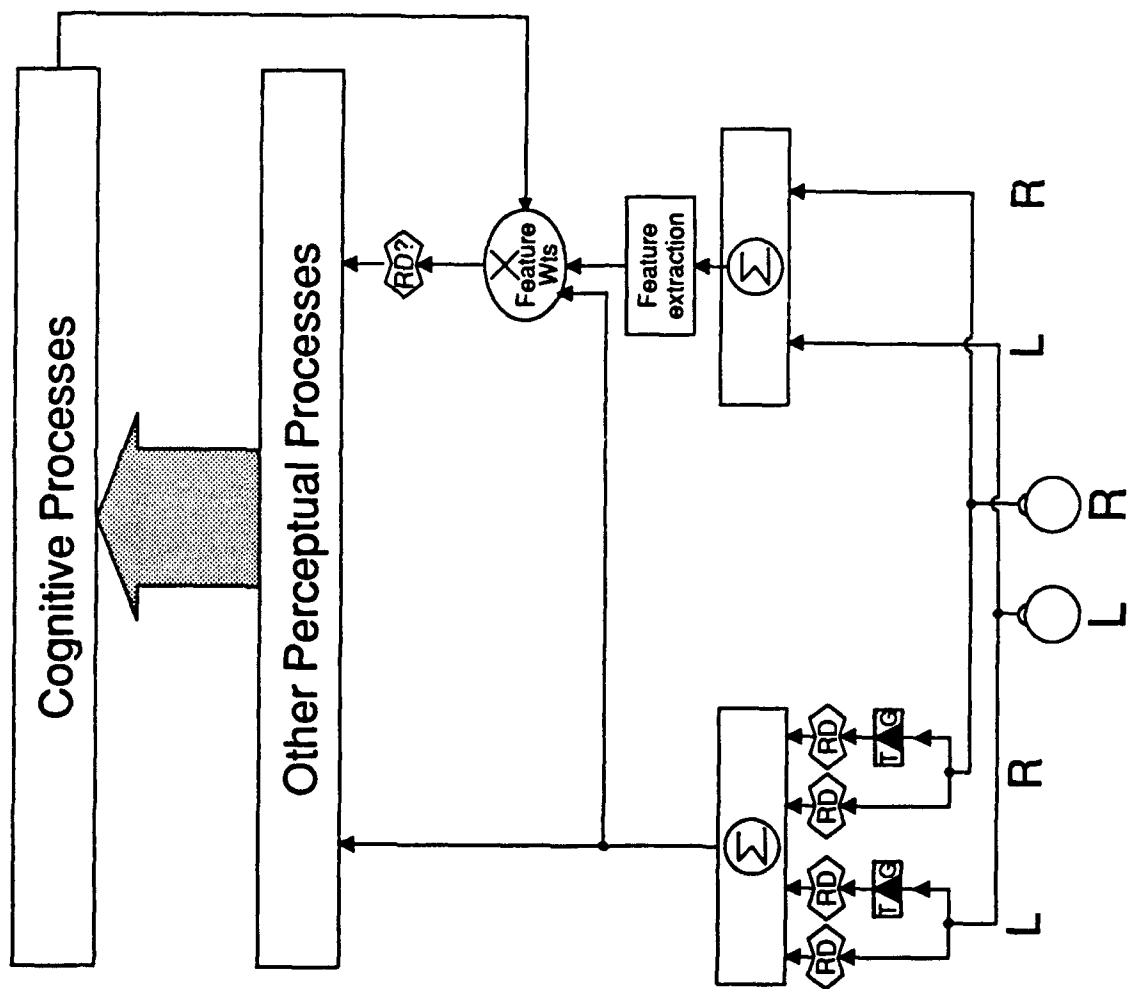 Cognitive Processes
Other Perceptual Processes
RD?
X
Feature
Wts
Feature
extraction
Σ
Σ
RD
RD
RD
RD
T G
T G
L
R
L
R
L
R